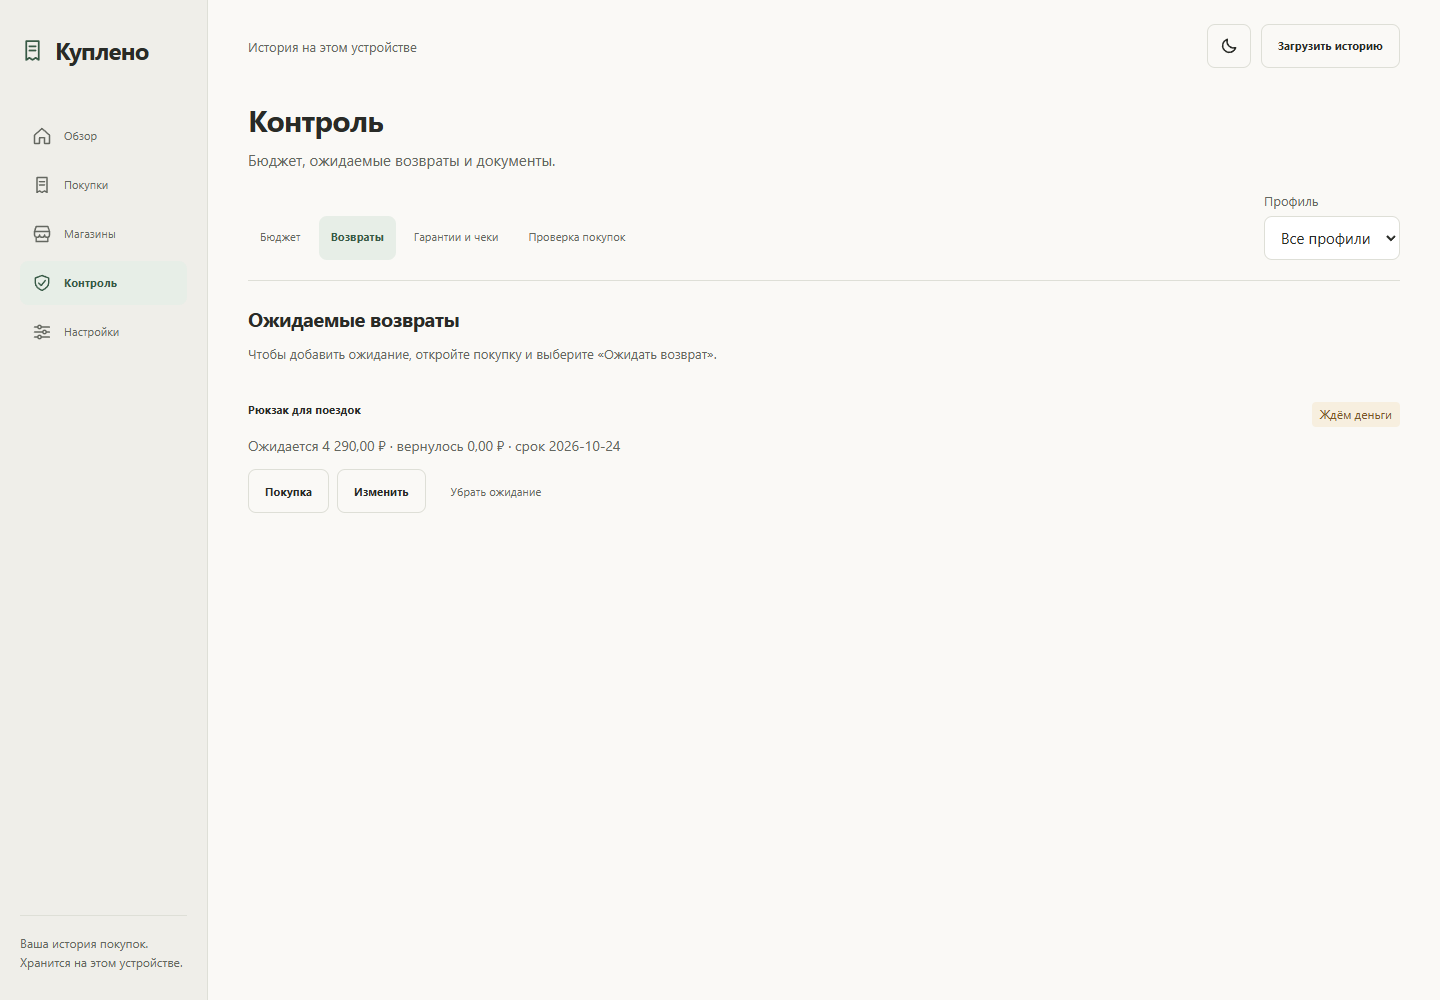 Куплено
Обзор
Покупки
Магазины
Контроль
Настройки
Ваша история покупок.
Хранится на этом устройстве.
История на этом устройстве
Загрузить историю
Контроль
Бюджет, ожидаемые возвраты и документы.
Бюджет
Возвраты
Гарантии и чеки
Проверка покупок
Профиль
Все профили
Ожидаемые возвраты
Чтобы добавить ожидание, откройте покупку и выберите «Ожидать возврат».
Рюкзак для поездок
Ждём деньги
Ожидается 4 290,00 ₽ · вернулось 0,00 ₽ · срок 2026-10-24
Покупка
Изменить
Убрать ожидание